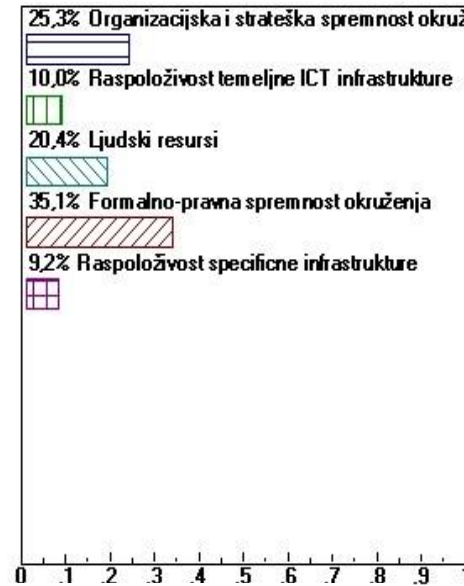 25,3% Organizacijska i strateška spremnost
10,0% Raspoloživost temeljne ICT infrastrukture
20,4% Ljudski resursi
35,1% Formalno-pravna spremnost okruženja
9,2% Raspoloživost specificne infrastrukture
0 .1 .2 .3 .4 .5 .6 .7 .8 .9